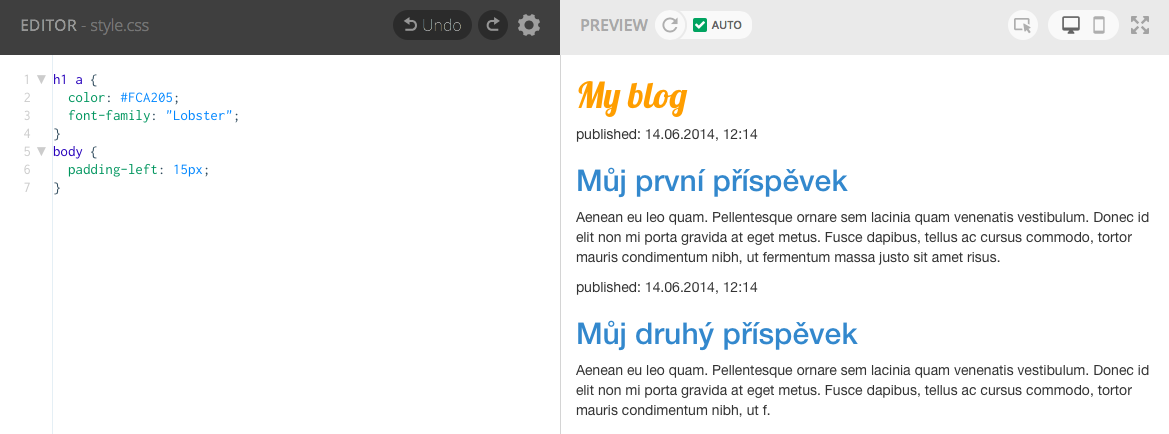 EDITOR - style.css
Undo
1 h1 a {
2 color: #FCA205;
3 font-family: "Lobster";
4 }
5 body {
6 padding-left: 15px;
7 }
PREVIEW
AUTO
My blog
published: 14.06.2014, 12:14
Můj první příspěvek
Aenean eu leo quam. Pellentesque ornare sem lacinia quam venenatis vestibulum. Donec id
elit non mi porta gravida at eget metus. Fusce dapibus, tellus ac cursus commodo, tortor
mauris condimentum nibh, ut fermentum massa justo sit amet risus.
published: 14.06.2014, 12:14
Můj druhý příspěvek
Aenean eu leo quam. Pellentesque ornare sem lacinia quam venenatis vestibulum. Donec id
elit non mi porta gravida at eget metus. Fusce dapibus, tellus ac cursus commodo, tortor
mauris condimentum nibh, ut f.